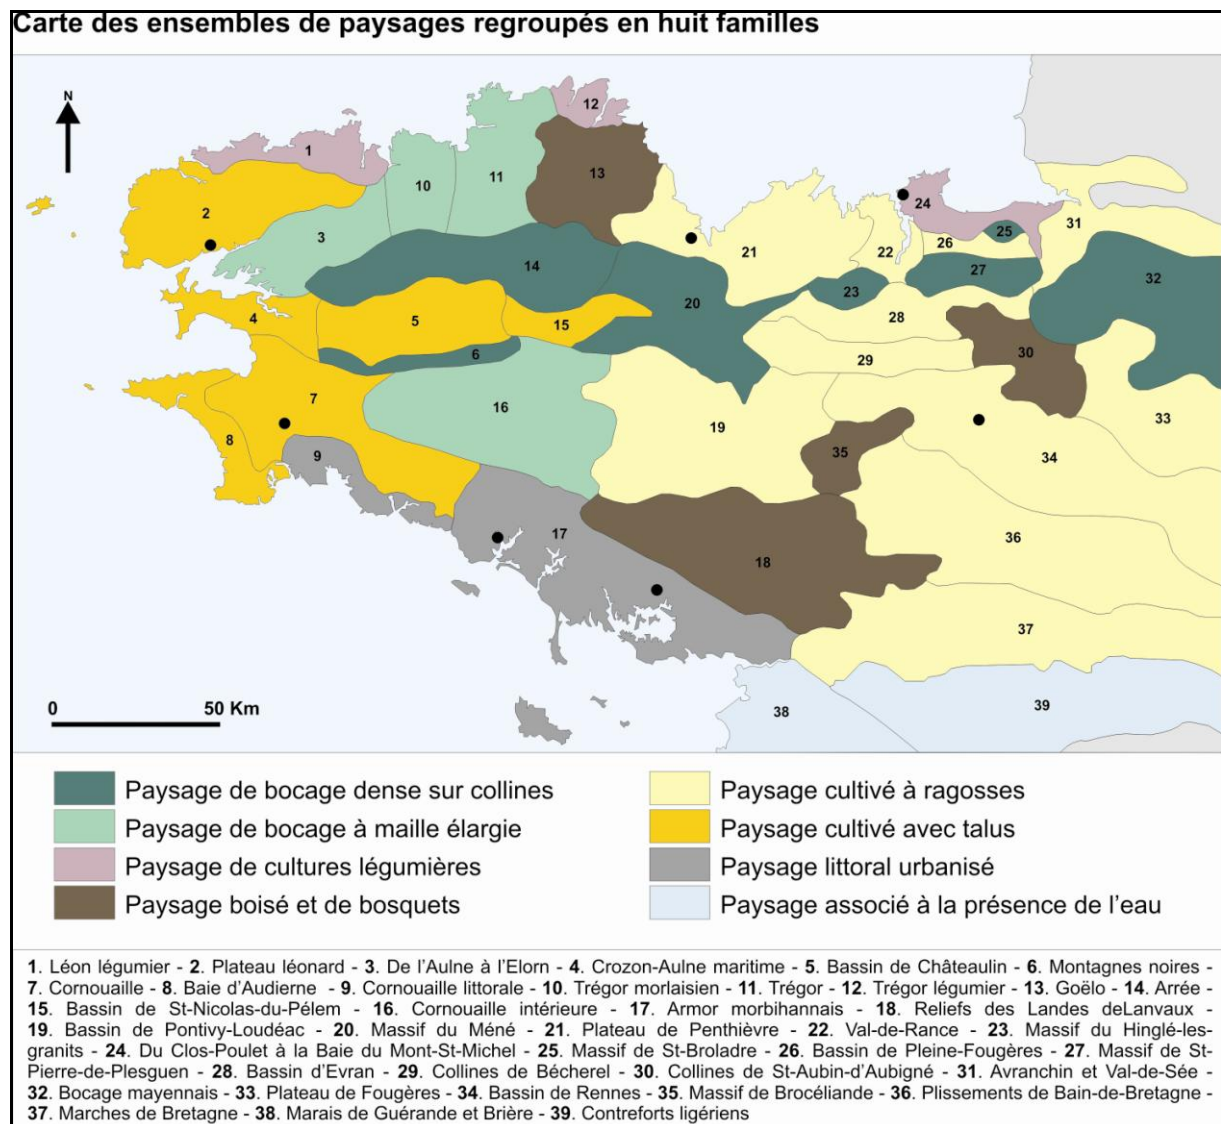 Carte des ensembles de paysages regroupés en huit familles
N
12
1
13
10
11
24
2
31
25
3
26
21
22
14
27
32
23
20
4
5
15
28
6
30
29
7
16
19
33
8
35
34
9
17
36
18
37
0 50 Km
39
38
Paysage de bocage dense sur collines
Paysage de bocage à maille élargie
Paysage de cultures légumières
Paysage boisé et de bosquets
Paysage cultivé à ragosses
Paysage cultivé avec talus
Paysage littoral urbanisé
Paysage associé à la présence de l'eau
1. Léon légumier - 2. Plateau léonard - 3. De l'Aulne à l'Elorn - 4. Crozon-Aulne maritime - 5. Bassin de Châteaulin - 6. Montagnes noires -
7. Cornouaille - 8. Baie d'Audierne - 9. Cornouaille littorale - 10. Trégor morlaisien - 11. Trégor - 12. Trégor légumier - 13. Goëlo - 14. Arrée -
15. Bassin de St-Nicolas-du-Pélem - 16. Cornouaille intérieure - 17. Armor morbihannais - 18. Reliefs des Landes deLanvaux -
19. Bassin de Pontivy-Loudéac - 20. Massif du Méné - 21. Plateau de Penthièvre - 22. Val-de-Rance - 23. Massif du Hinglé-les-
granits - 24. Du Clos-Poulet à la Baie du Mont-St-Michel - 25. Massif de St-Broladre - 26. Bassin de Pleine-Fougères - 27. Massif de St-
Pierre-de-Plesguen - 28. Bassin d'Evran - 29. Collines de Bécherel - 30. Collines de St-Aubin-d'Aubigné - 31. Avranchin et Val-de-Sée -
32. Bocage mayennais - 33. Plateau de Fougères - 34. Bassin de Rennes - 35. Massif de Brocéliande - 36. Plissements de Bain-de-Bretagne -
37. Marches de Bretagne - 38. Marais de Guérande et Brière - 39. Contreforts ligériens